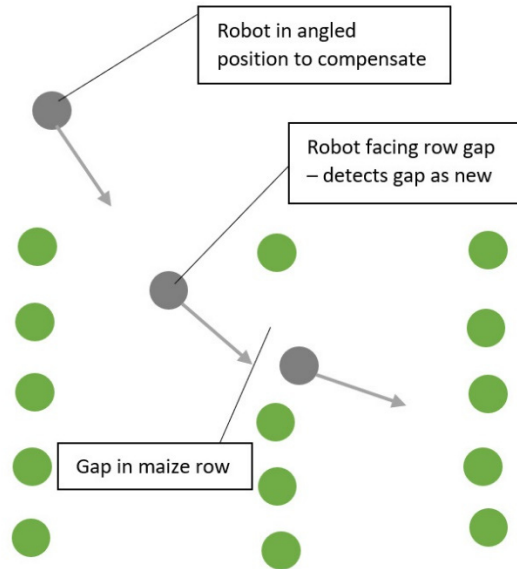 Robot in angled
position to compensate
Robot facing row gap
– detects gap as new
Gap in maize row